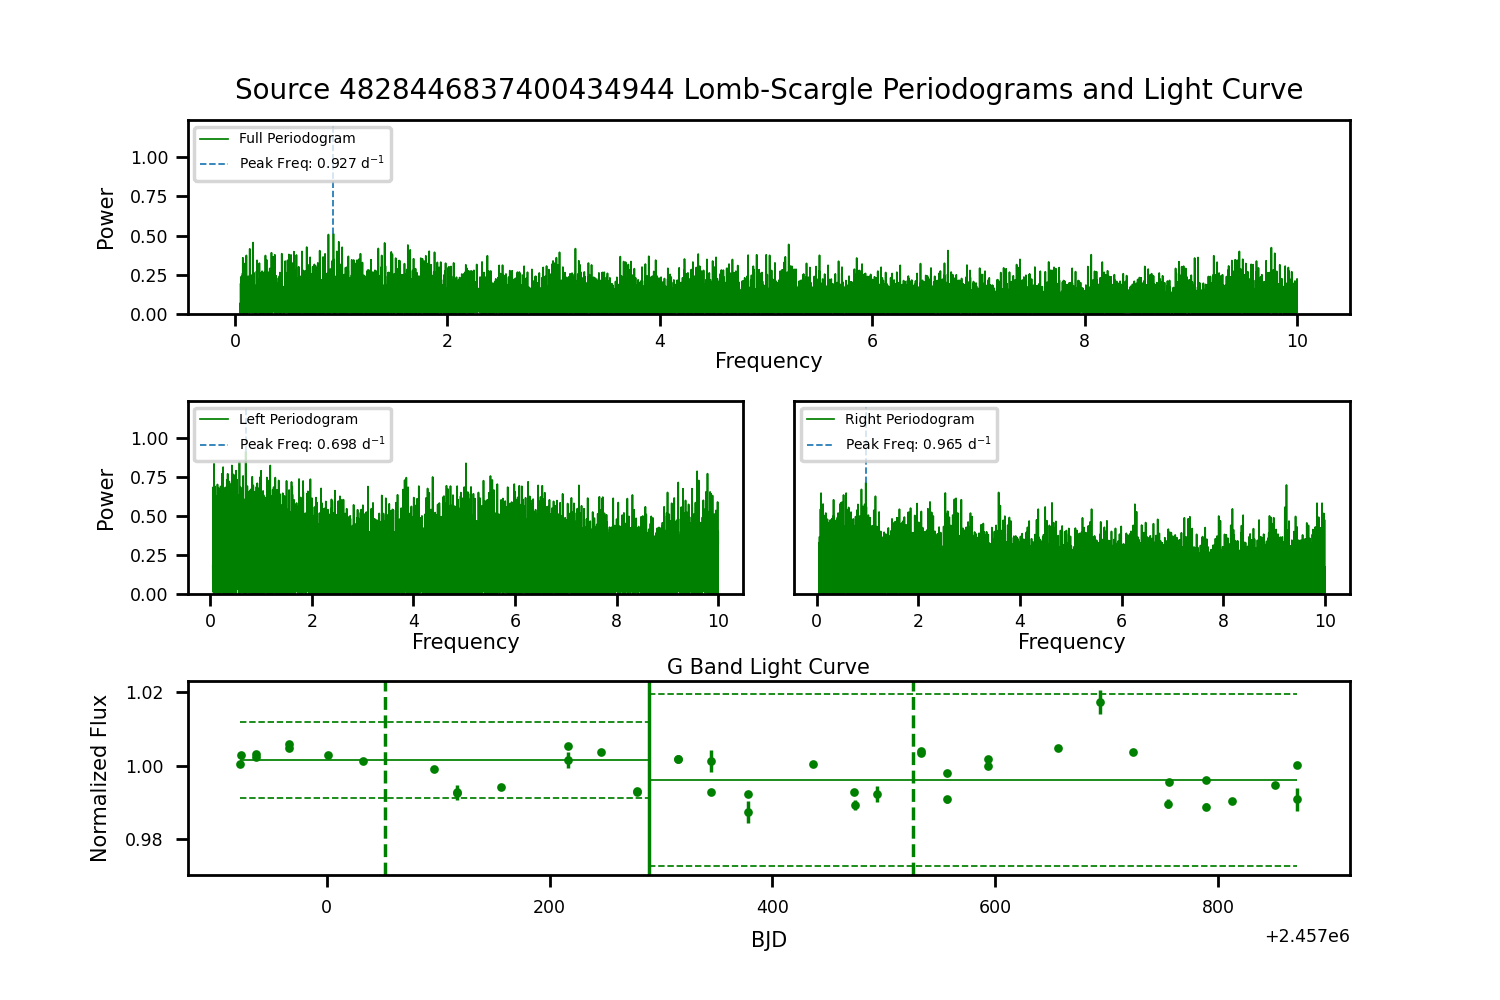 Source 4828446837400434944 Lomb-Scargle Periodograms and Light Curve
Full Periodogram
Peak Freq: 0.927 d⁻¹
1.00
0.75
0.50
0.25
0.00
Power
0 2 4 6 8 10
Frequency
Left Periodogram
Peak Freq: 0.698 d⁻¹
1.00
0.75
0.50
0.25
0.00
Power
0 2 4 6 8 10
Frequency
Right Periodogram
Peak Freq: 0.965 d⁻¹
0 2 4 6 8 10
Frequency
G Band Light Curve
1.02
1.00
0.98
Normalized Flux
0 200 400 600 800
BJD
+2.457e6